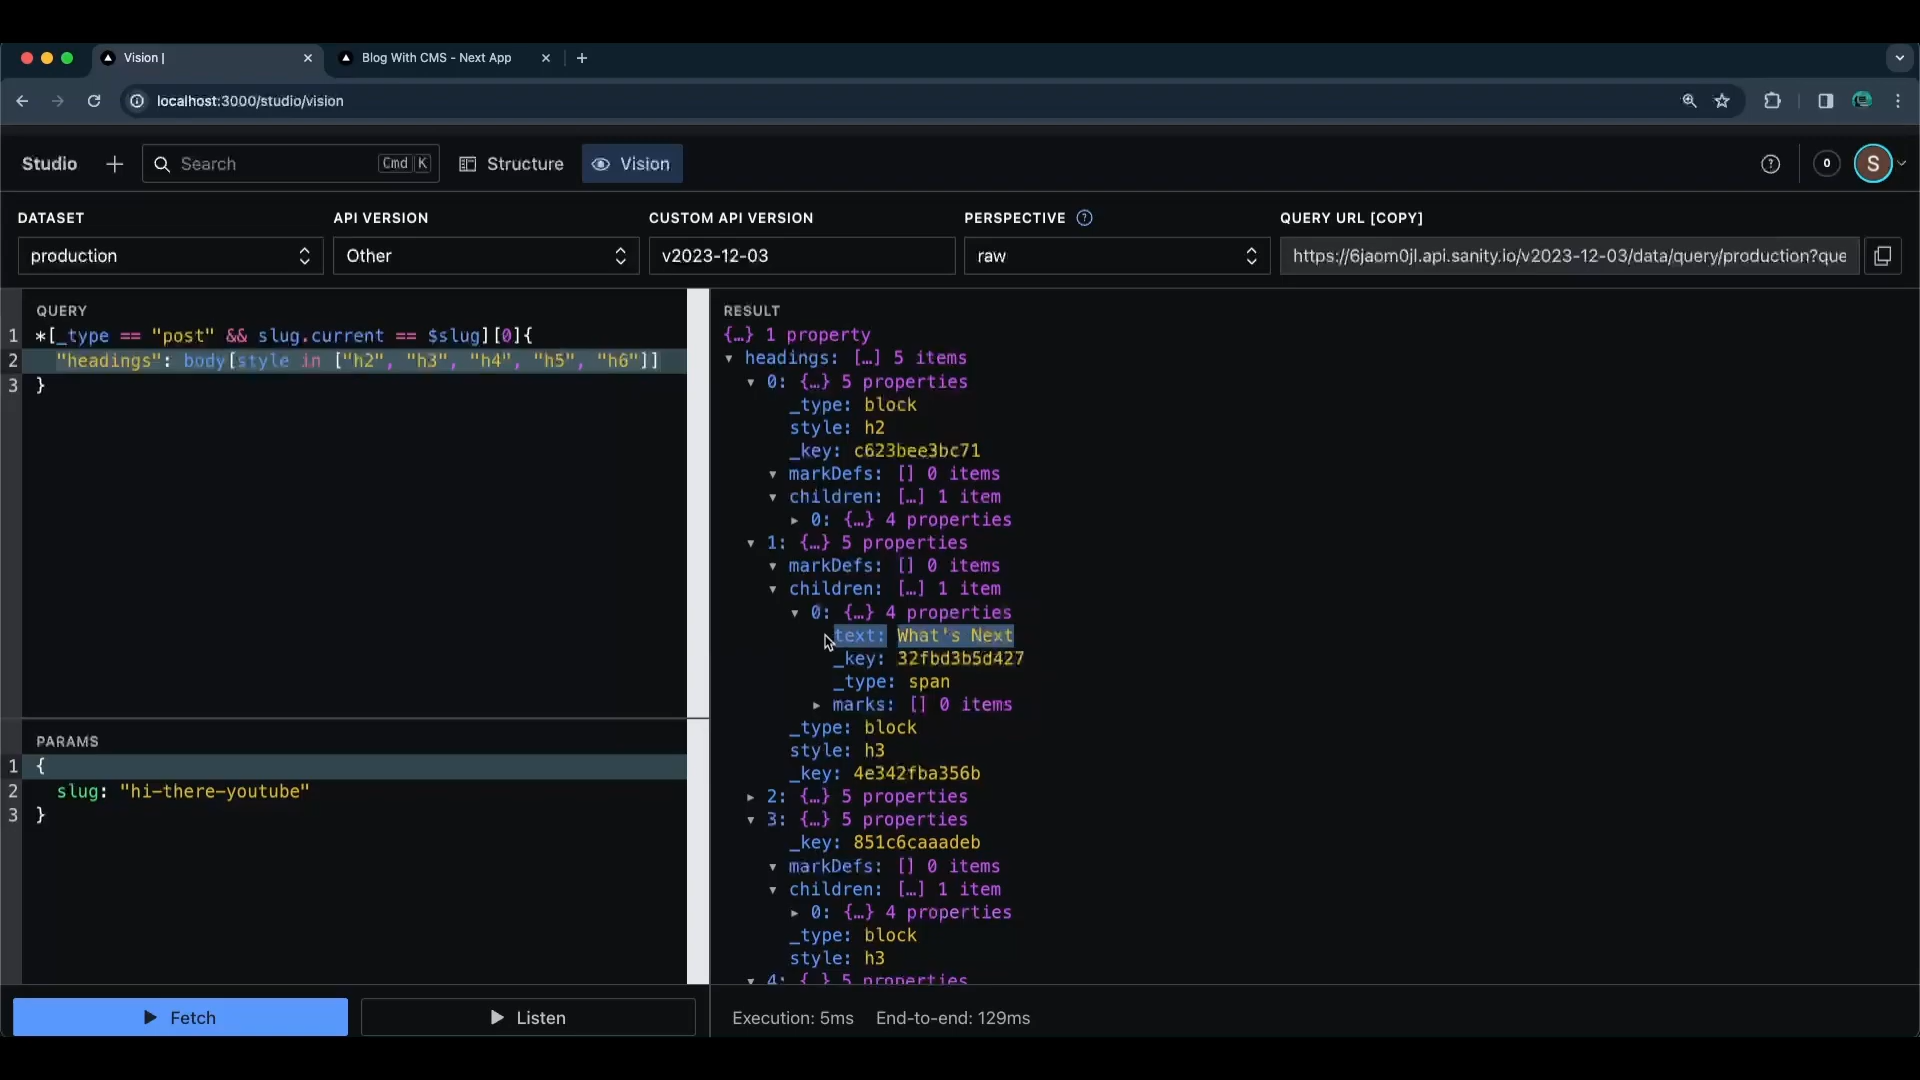 Vision |
Blog With CMS - Next App
localhost:3000/studio/vision
Studio
Search
Cmd K
Structure
Vision
0
S
DATASET
API VERSION
CUSTOM API VERSION
PERSPECTIVE
QUERY URL [COPY]
production
Other
v2023-12-03
raw
https://6jaom0jl.api.sanity.io/v2023-12-03/data/query/production?que
QUERY
1 *[_type == "post" && slug.current == $slug][0]{
2 "headings": body[style in ["h2", "h3", "h4", "h5", "h6"]]
3 }
PARAMS
1 {
2 slug: "hi-there-youtube"
3 }
Fetch
Listen
RESULT
{…} 1 property
headings: […] 5 items
0: {…} 5 properties
_type: block
style: h2
_key: c623bee3bc71
markDefs: [] 0 items
children: […] 1 item
0: {…} 4 properties
1: {…} 5 properties
markDefs: [] 0 items
children: […] 1 item
0: {…} 4 properties
text: What's Next
_key: 32fbd3b5d427
_type: span
marks: [] 0 items
_type: block
style: h3
_key: 4e342fba356b
2: {…} 5 properties
3: {…} 5 properties
_key: 851c6caaadeb
markDefs: [] 0 items
children: […] 1 item
0: {…} 4 properties
_type: block
style: h3
4: {…} 5 properties
Execution: 5ms
End-to-end: 129ms